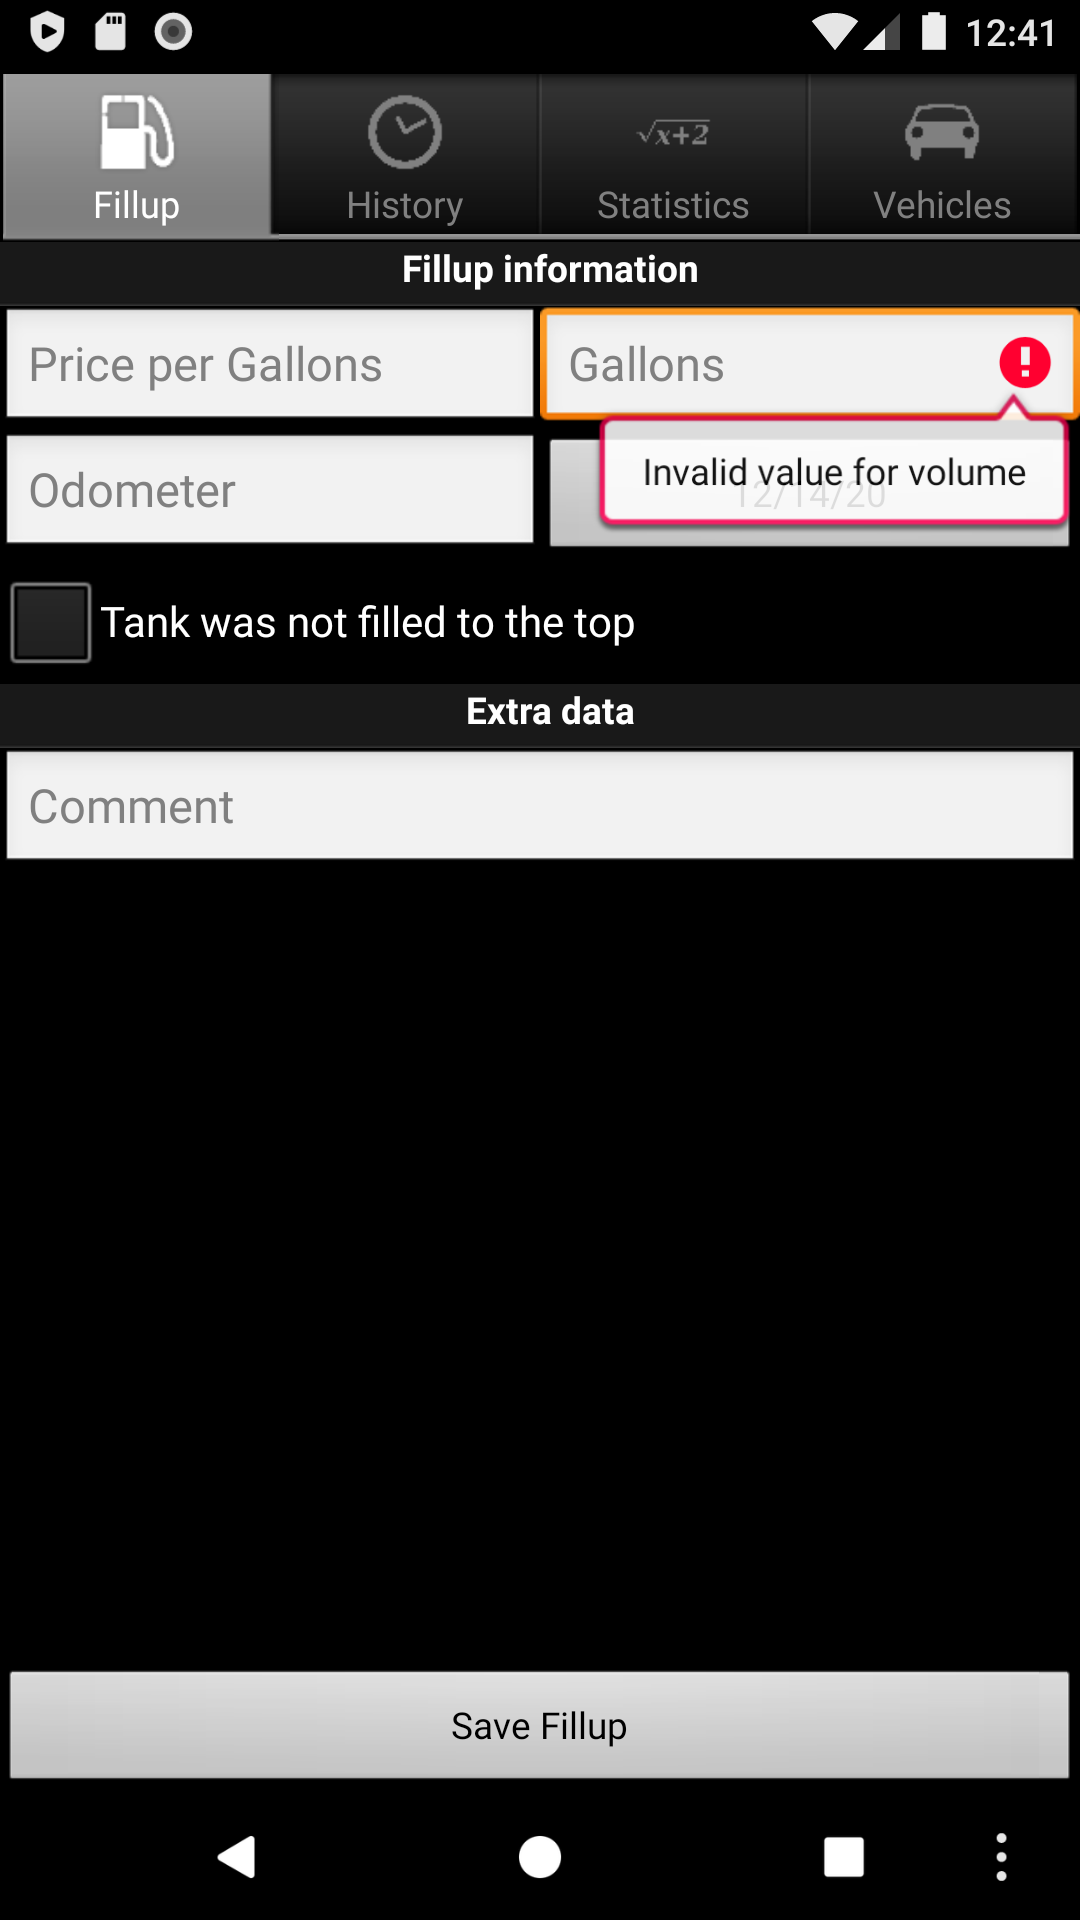 12:41
Fillup
History
√x+2
Statistics
Vehicles
Fillup information
Price per Gallons
Gallons
Odometer
Invalid value for volume
12/14/20
Tank was not filled to the top
Extra data
Comment
Save Fillup